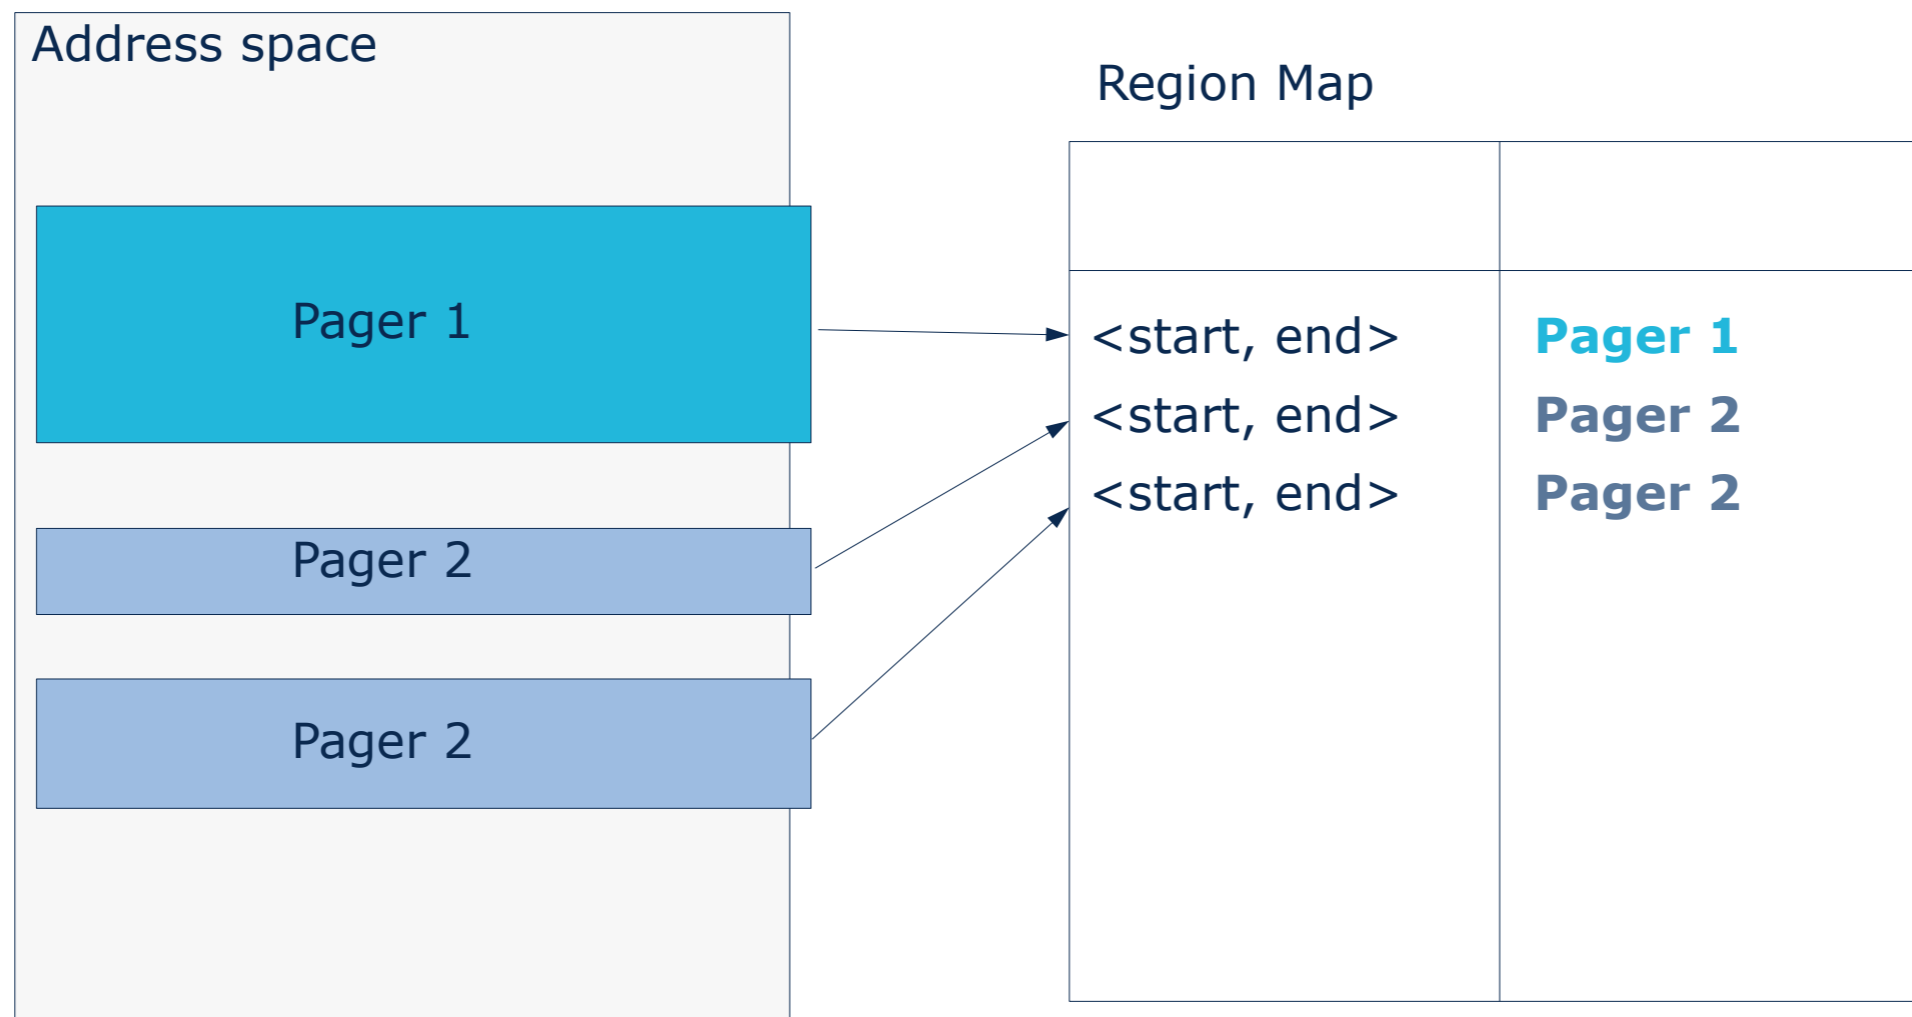 Address space
Pager 1
Pager 2
Pager 2
Region Map
<start, end> Pager 1
<start, end> Pager 2
<start, end> Pager 2